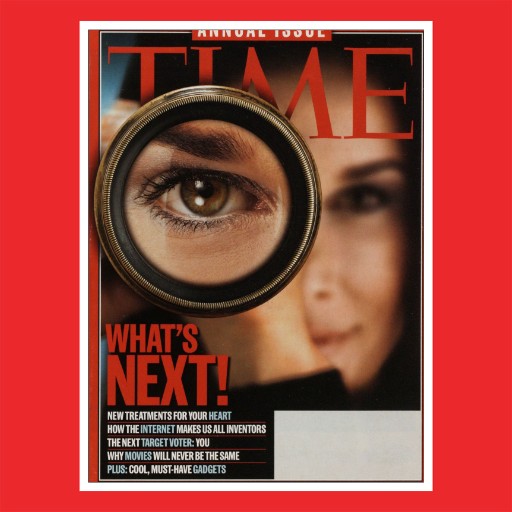 ANNUAL ISSUE
TIME
WHAT'S
NEXT!
NEW TREATMENTS FOR YOUR HEART
HOW THE INTERNET MAKES US ALL INVENTORS
THE NEXT TARGET VOTER: YOU
WHY MOVIES WILL NEVER BE THE SAME
PLUS: COOL, MUST-HAVE GADGETS